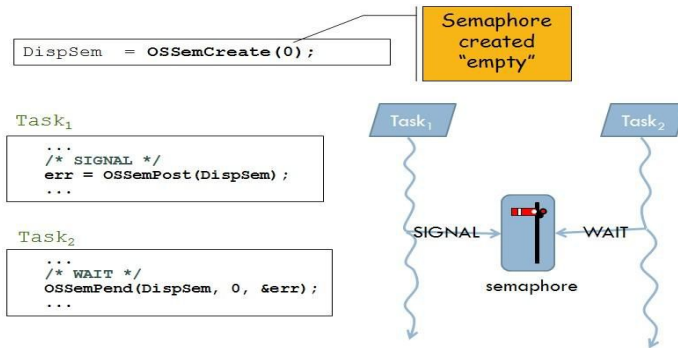 DispSem = OSSemCreate(0);
Semaphore
created
“empty”
Task1
...
/* SIGNAL */
err = OSSemPost(DispSem);
...
Task2
...
/* WAIT */
OSSemPend(DispSem, 0, &err);
...
Task1
Task2
SIGNAL
WAIT
semaphore